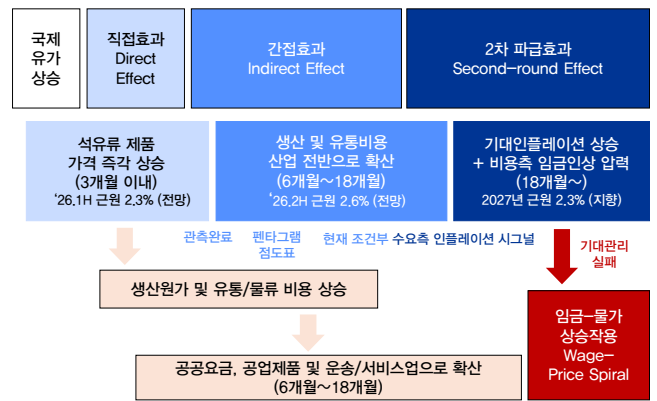 국제
유가
상승
직접효과
Direct
Effect
간접효과
Indirect Effect
2차 파급효과
Second-round Effect
석유류 제품
가격 즉각 상승
(3개월 이내)
‘26.1H 근원 2.3% (전망)
생산 및 유통비용
산업 전반으로 확산
(6개월~18개월)
‘26.2H 근원 2.6% (전망)
기대인플레이션 상승
+ 비용측 임금인상 압력
(18개월~)
2027년 근원 2.3% (지향)
관측완료
펜타그램
점도표
현재 조건부 수요측 인플레이션 시그널
기대관리
실패
생산원가 및 유통/물류 비용 상승
임금-물가
상승작용
Wage-
Price Spiral
공공요금, 공업제품 및 운송/서비스업으로 확산
(6개월~18개월)